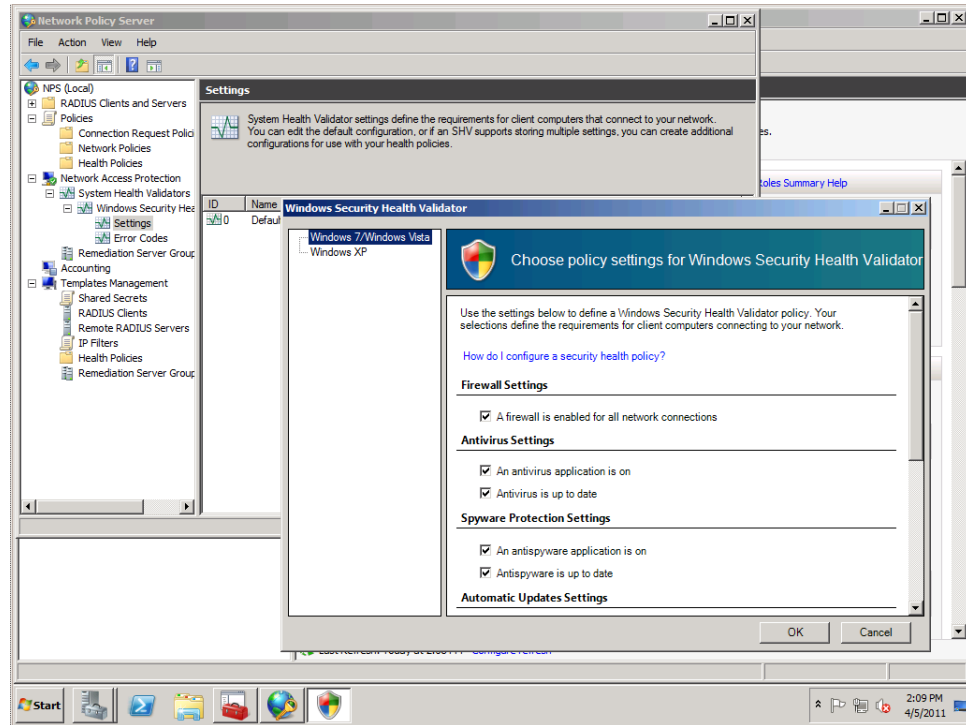 Network Policy Server
File Action View Help
NPS (Local)
RADIUS Clients and Servers
Policies
Connection Request Polici
Network Policies
Health Policies
Network Access Protection
System Health Validators
Windows Security Hea
Settings
Error Codes
Remediation Server Group
Accounting
Templates Management
Shared Secrets
RADIUS Clients
Remote RADIUS Servers
IP Filters
Health Policies
Remediation Server Group
Settings
System Health Validator settings define the requirements for client computers that connect to your network.
You can edit the default configuration, or if an SHV supports storing multiple settings, you can create additional
configurations for use with your health policies.
ID Name
0 Defaul
es.
Roles Summary Help
Windows Security Health Validator
Windows 7/Windows Vista
Windows XP
Choose policy settings for Windows Security Health Validator
Use the settings below to define a Windows Security Health Validator policy. Your
selections define the requirements for client computers connecting to your network.
How do I configure a security health policy?
Firewall Settings
A firewall is enabled for all network connections
Antivirus Settings
An antivirus application is on
Antivirus is up to date
Spyware Protection Settings
An antispyware application is on
Antispyware is up to date
Automatic Updates Settings
OK Cancel
Start
2:09 PM
4/5/2011